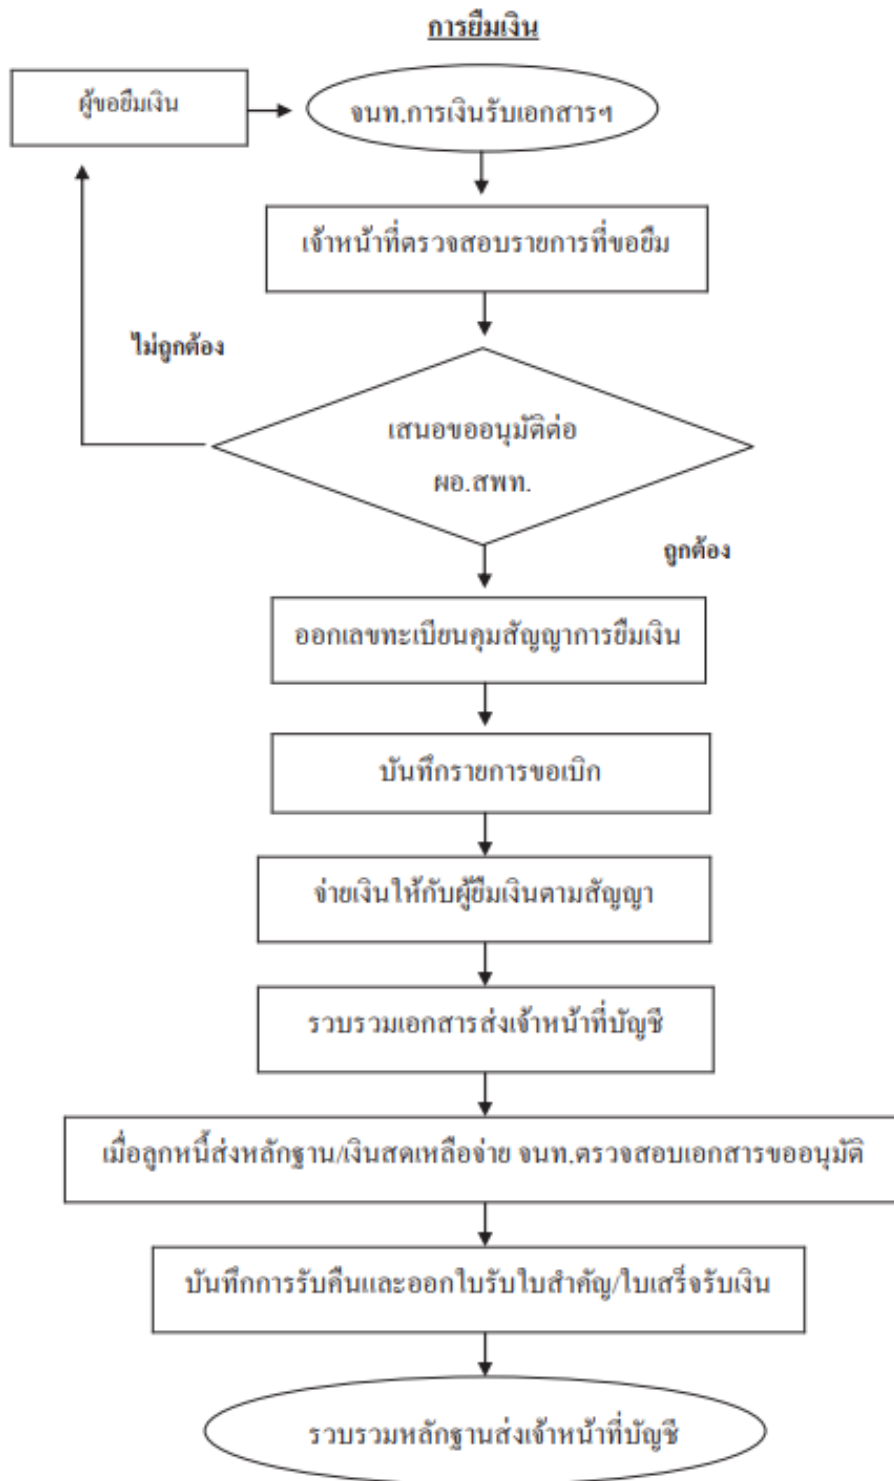 การยืมเงิน
ผู้ขอยืมเงิน
จนท.การเงินรับเอกสารฯ
เจ้าหน้าที่ตรวจสอบรายการที่ขอยืม
ไม่ถูกต้อง
เสนอขออนุมัติต่อ
ผอ.สพท.
ถูกต้อง
ออกเลขทะเบียนคุมสัญญาการยืมเงิน
บันทึกรายการขอเบิก
จ่ายเงินให้กับผู้ยืมเงินตามสัญญา
รวบรวมเอกสารส่งเจ้าหน้าที่บัญชี
เมื่อลูกหนี้ส่งหลักฐาน/เงินสดเหลือจ่าย จนท.ตรวจสอบเอกสารขออนุมัติ
บันทึกการรับคืนและออกใบรับใบสำคัญ/ใบเสร็จรับเงิน
รวบรวมหลักฐานส่งเจ้าหน้าที่บัญชี